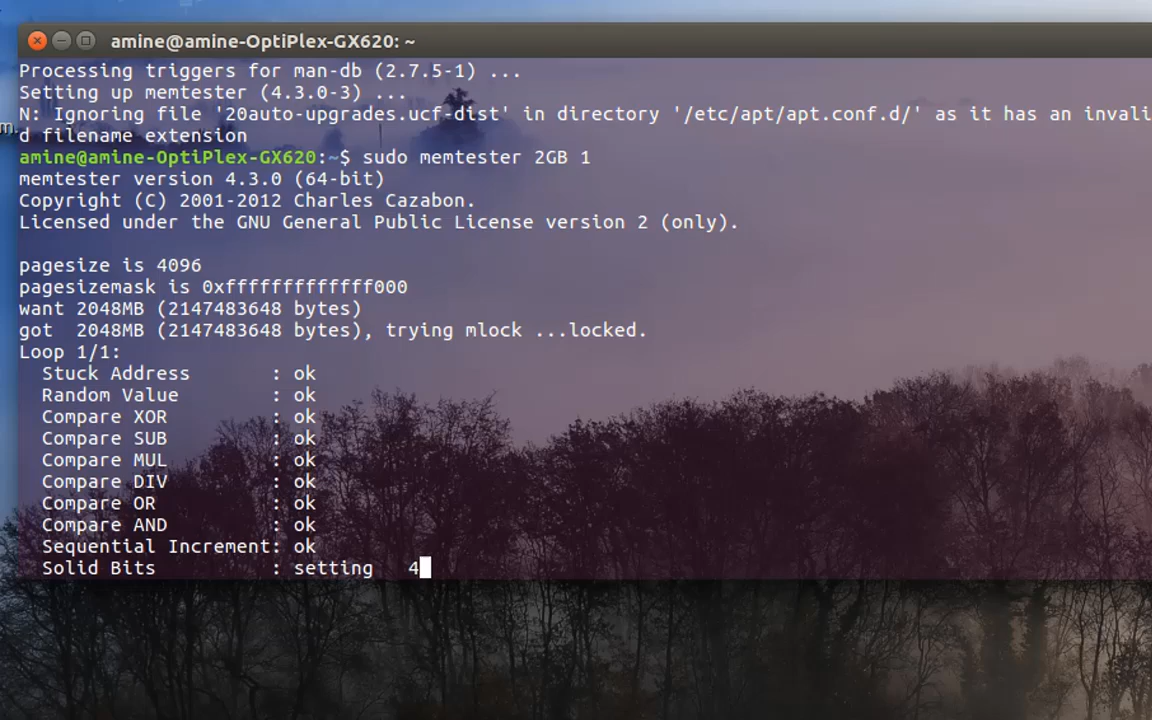 amine@amine-OptiPlex-GX620: ~
Processing triggers for man-db (2.7.5-1) ...
Setting up memtester (4.3.0-3) ...
N: Ignoring file '20auto-upgrades.ucf-dist' in directory '/etc/apt/apt.conf.d/' as it has an invali
d filename extension
amine@amine-OptiPlex-GX620:~$ sudo memtester 2GB 1
memtester version 4.3.0 (64-bit)
Copyright (C) 2001-2012 Charles Cazabon.
Licensed under the GNU General Public License version 2 (only).
pagesize is 4096
pagesizemask is 0xfffffffffffff000
want 2048MB (2147483648 bytes)
got  2048MB (2147483648 bytes), trying mlock ...locked.
Loop 1/1:
  Stuck Address       : ok
  Random Value        : ok
  Compare XOR         : ok
  Compare SUB         : ok
  Compare MUL         : ok
  Compare DIV         : ok
  Compare OR          : ok
  Compare AND         : ok
  Sequential Increment: ok
  Solid Bits          : setting   4